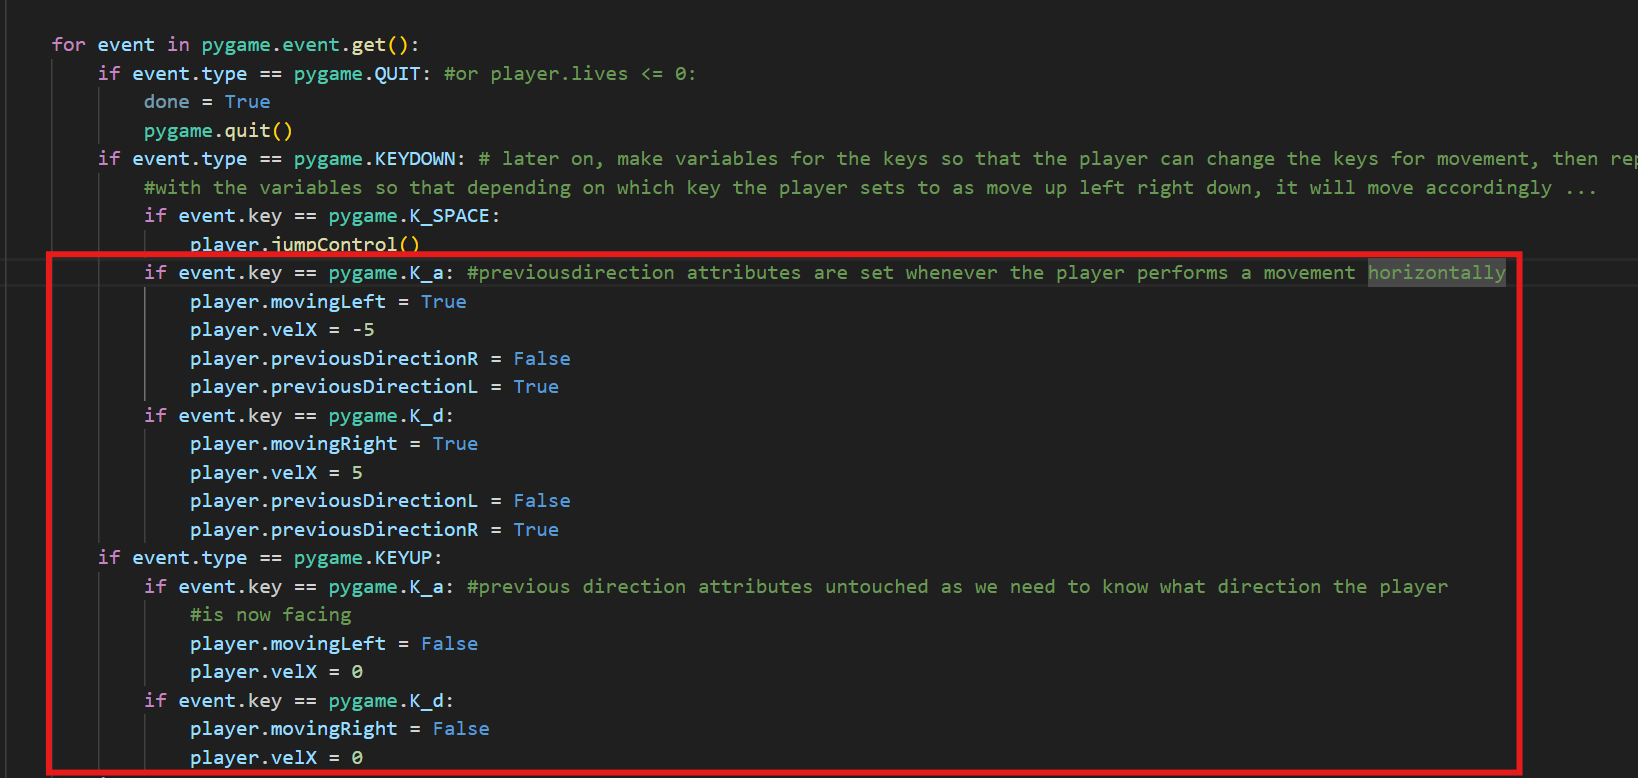 for event in pygame.event.get():
if event.type == pygame.QUIT: #or player.lives <= 0:
done = True
pygame.quit()
if event.type == pygame.KEYDOWN: # later on, make variables for the keys so that the player can change the keys for movement, then
#with the variables so that depending on which key the player sets to as move up left right down, it will move accordingly ...
if event.key == pygame.K_SPACE:
player.jumpControl()
if event.key == pygame.K_a: #previousdirection attributes are set whenever the player performs a movement horizontally
player.movingLeft = True
player.velX = -5
player.previousDirectionR = False
player.previousDirectionL = True
if event.key == pygame.K_d:
player.movingRight = True
player.velX = 5
player.previousDirectionL = False
player.previousDirectionR = True
if event.type == pygame.KEYUP:
if event.key == pygame.K_a: #previous direction attributes untouched as we need to know what direction the player
#is now facing
player.movingLeft = False
player.velX = 0
if event.key == pygame.K_d:
player.movingRight = False
player.velX = 0